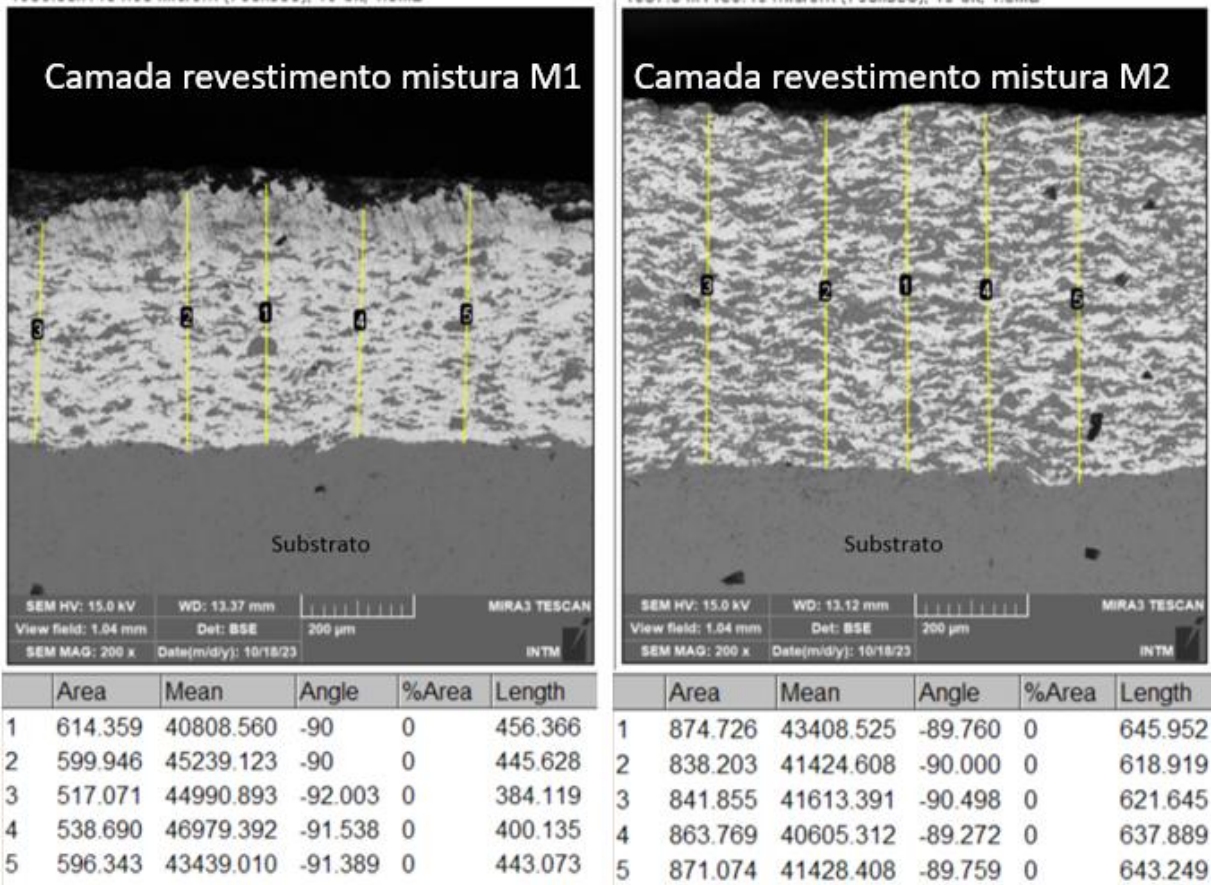 Camada revestimento mistura M1
3
2
1
4
5
Substrato
SEM HV: 15.0 kV WD: 13.37 mm MIRA3 TESCAN
View field: 1.04 mm Det: BSE 200 µm
SEM MAG: 200 x Date(m/d/y): 10/18/23 INTM
Area Mean Angle %Area Length
1 614.359 40808.560 -90 0 456.366
2 599.946 45239.123 -90 0 445.628
3 517.071 44990.893 -92.003 0 384.119
4 538.690 46979.392 -91.538 0 400.135
5 596.343 43439.010 -91.389 0 443.073
Camada revestimento mistura M2
3
2
1
4
5
Substrato
SEM HV: 15.0 kV WD: 13.12 mm MIRA3 TESCAN
View field: 1.04 mm Det: BSE 200 µm
SEM MAG: 200 x Date(m/d/y): 10/18/23 INTM
Area Mean Angle %Area Length
1 874.726 43408.525 -89.760 0 645.952
2 838.203 41424.608 -90.000 0 618.919
3 841.855 41613.391 -90.498 0 621.645
4 863.769 40605.312 -89.272 0 637.889
5 871.074 41428.408 -89.759 0 643.249